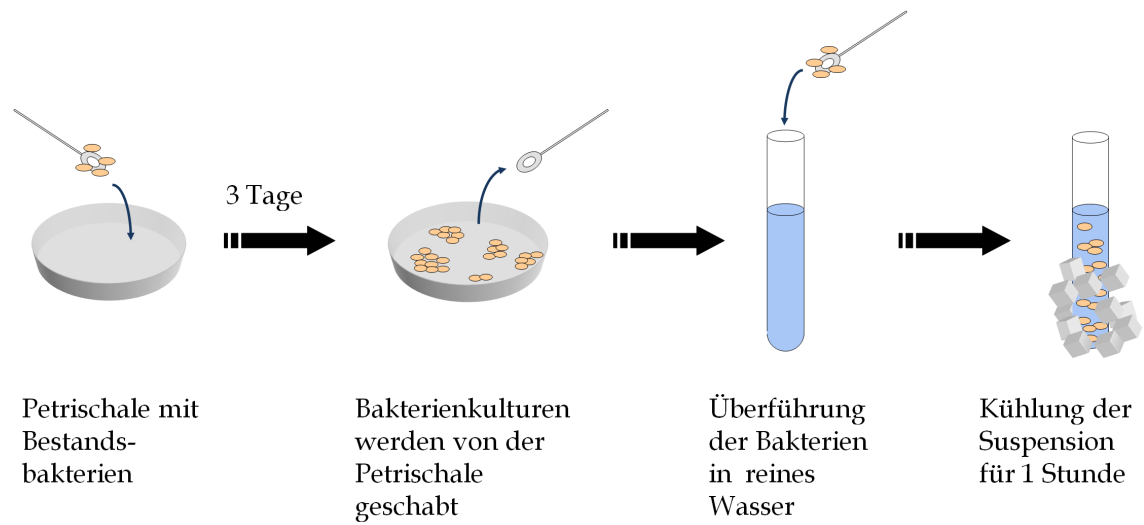 3 Tage
Petrischale mit
Bestands-
bakterien
Bakterienkulturen
werden von der
Petrischale
geschabt
Überführung
der Bakterien
in reines
Wasser
Kühlung der
Suspension
für 1 Stunde